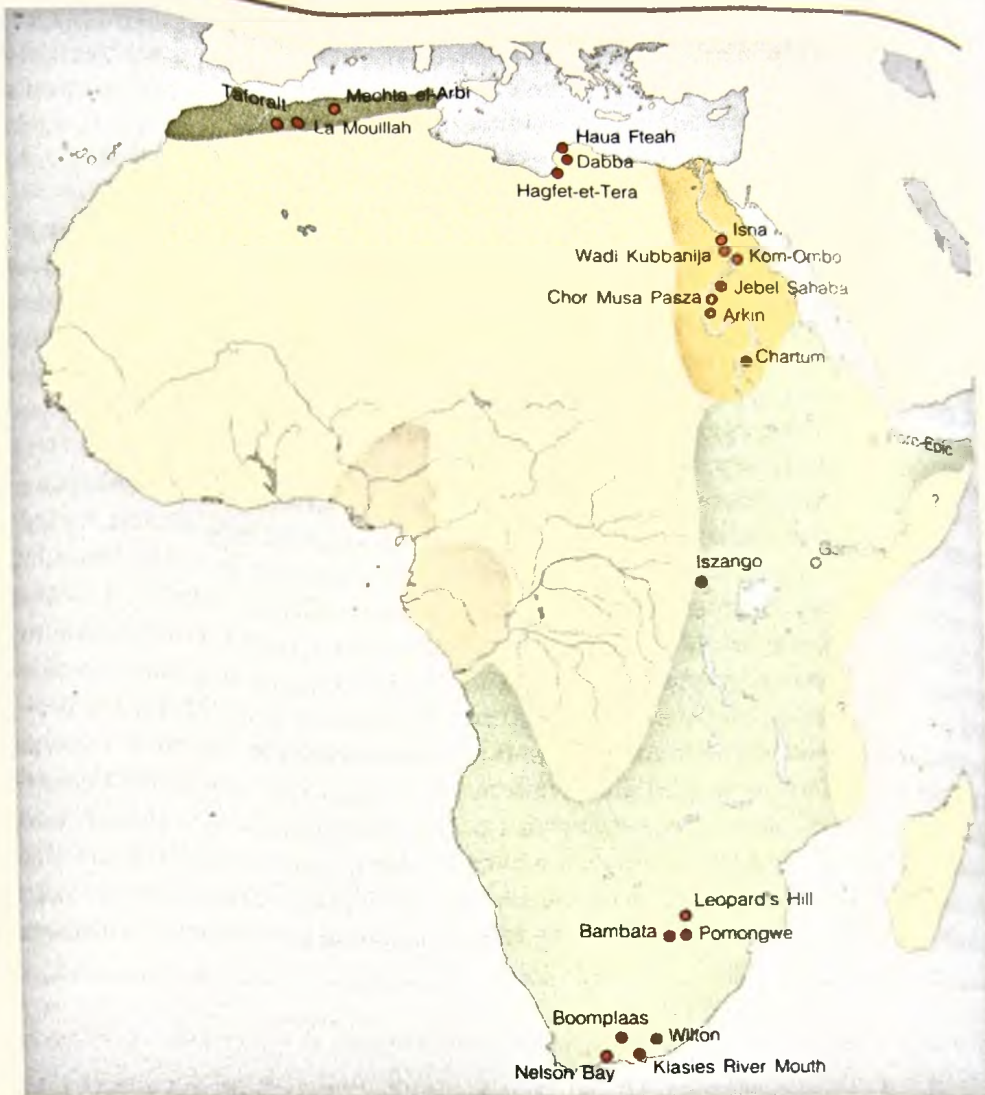 Taforalt
Mechta el-Arbi
La Mouillah
Haua Fteah
Dabba
Hagfet-et-Tera
Isna
Wadi Kubbanija
Kom-Ombo
Jebel Sahaba
Chor Musa Pasza
Arkin
Chartum
?
Iszango
?
Leopard's Hill
Bambata
Pomongwe
Boomplaas
Wilton
Nelson Bay
Klasies River Mouth